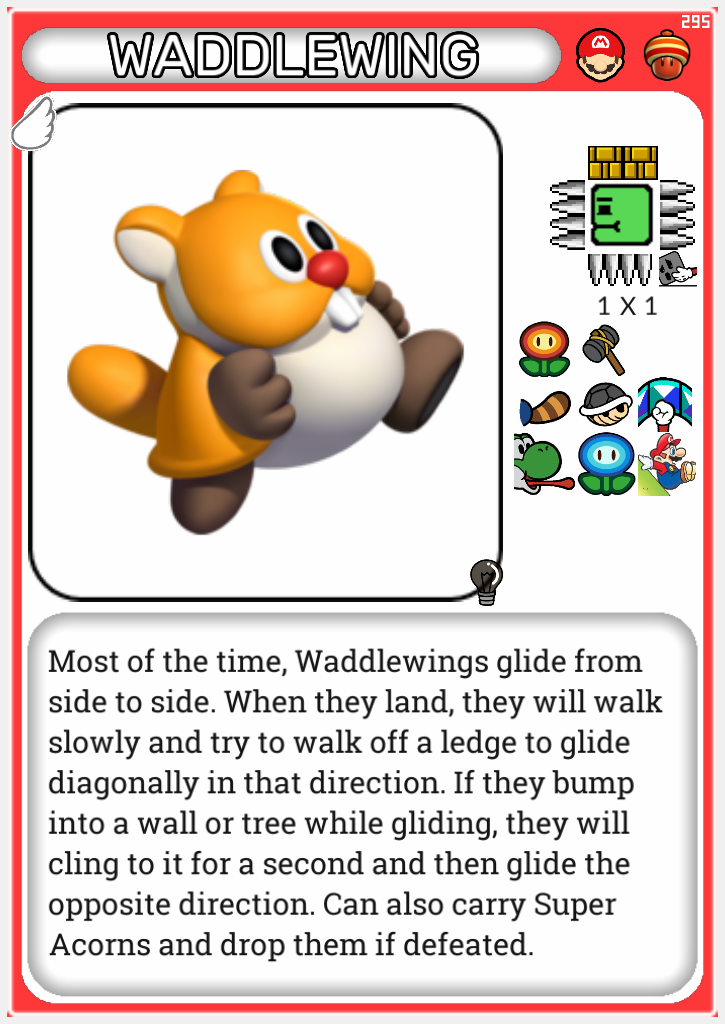 295
WADDLEWING
1 X 1
Most of the time, Waddlewings glide from
side to side. When they land, they will walk
slowly and try to walk off a ledge to glide
diagonally in that direction. If they bump
into a wall or tree while gliding, they will
cling to it for a second and then glide the
opposite direction. Can also carry Super
Acorns and drop them if defeated.